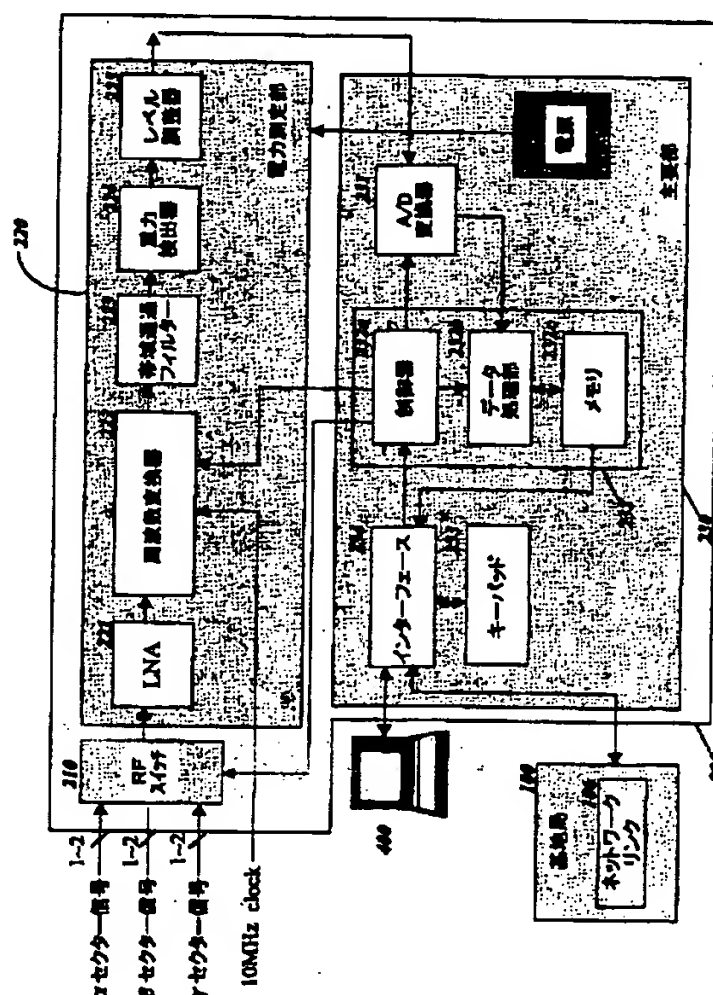 220
電力測定部
LNA
周波数変換器
帯域通過
フィルター
電力
検出器
レベル
調整器
210
RF
スイッチ
1~2
αセクター信号
1~2
βセクター信号
1~2
γセクター信号
10MHz clock
主要部
電源
A/D
変換器
制御器
データ
処理部
メモリ
インターフェース
キーパッド
400
100
基地局
ネットワーク
リンク